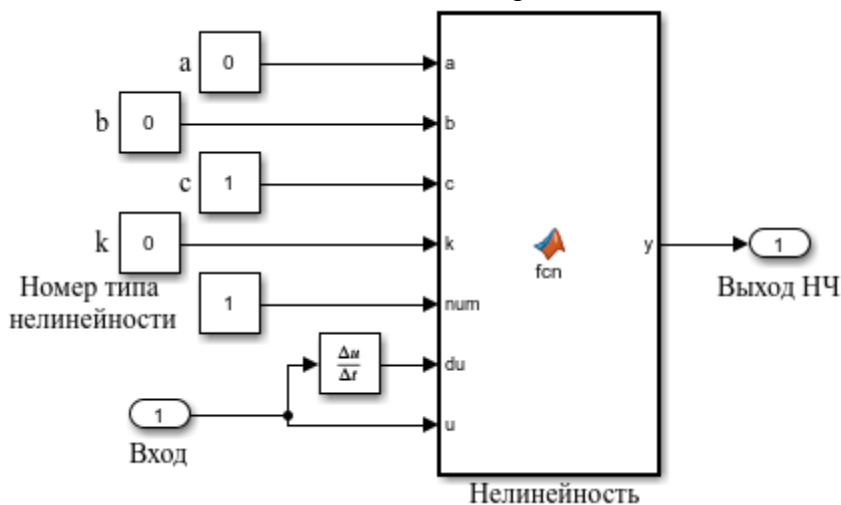 a 0 a
b 0 b
c 1 c
k 0 k
fcn
y 1
Выход НЧ
Номер типа
нелинейности
1 num
Δu
Δt
du
1 u
Вход
Нелинейность